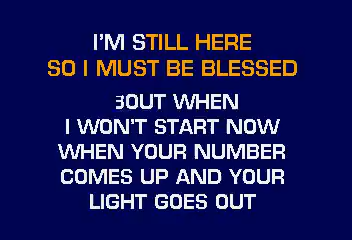 I'M STILL HERE
SO I MUST BE BLESSED
BOUT WHEN
I WON'T START NOW
WHEN YOUR NUMBER
COMES UP AND YOUR
LIGHT GOES OUT